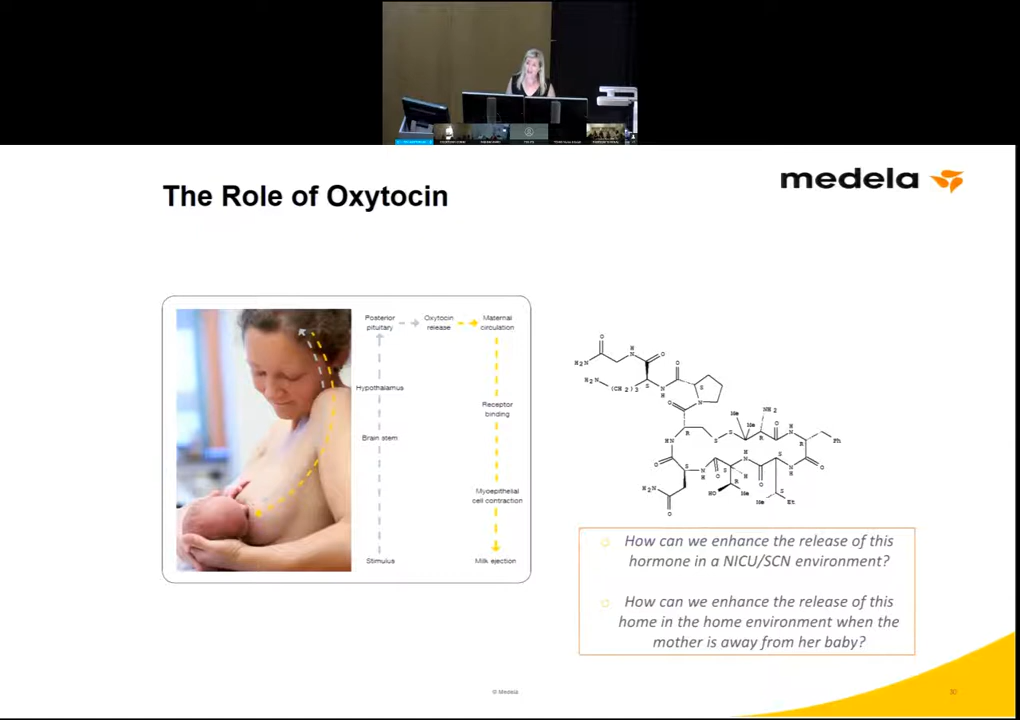 The Role of Oxytocin
medela
Posterior
pituitary
Oxytocin
release
Maternal
circulation
Hypothalamus
Receptor
binding
Brain stem
Myoepithelial
cell contraction
Stimulus
Milk ejection
How can we enhance the release of this
hormone in a NICU/SCN environment?
How can we enhance the release of this
home in the home environment when the
mother is away from her baby?
© Medela
30